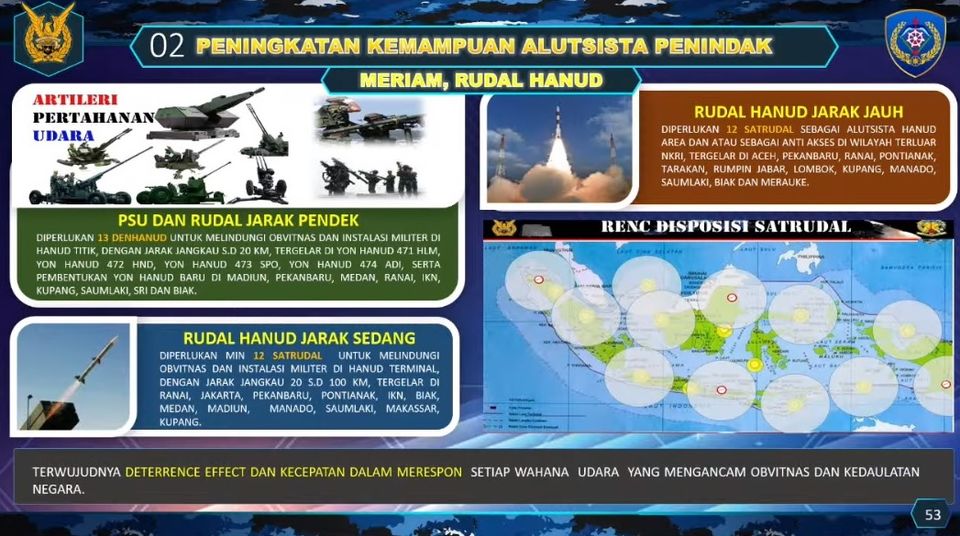 02 PENINGKATAN KEMAMPUAN ALUTSISTA PENINDAK
MERIAM, RUDAL HANUD
ARTILERI
PERTAHANAN
UDARA
PSU DAN RUDAL JARAK PENDEK
DIPERLUKAN 13 DENHANUD UNTUK MELINDUNGI OBVITNAS DAN INSTALASI MILITER DI
HANUD TITIK, DENGAN JARAK JANGKAU S.D 20 KM, TERGELAR DI YON HANUD 471 HLM,
YON HANUD 472 HND, YON HANUD 473 SPO, YON HANUD 474 ADI, SERTA
PEMBENTUKAN YON HANUD BARU DI MADIUN, PEKANBARU, MEDAN, RANAI, IKN,
KUPANG, SAUMLAKI, SRI DAN BIAK.
RUDAL HANUD JARAK SEDANG
DIPERLUKAN MIN 12 SATRUDAL UNTUK MELINDUNGI
OBVITNAS DAN INSTALASI MILITER DI HANUD TERMINAL,
DENGAN JARAK JANGKAU 20 S.D 100 KM, TERGELAR DI
RANAI, JAKARTA, PEKANBARU, PONTIANAK, IKN, BIAK,
MEDAN, MADIUN, MANADO, SAUMLAKI, MAKASSAR,
KUPANG.
RUDAL HANUD JARAK JAUH
DIPERLUKAN 12 SATRUDAL SEBAGAI ALUTSISTA HANUD
AREA DAN ATAU SEBAGAI ANTI AKSES DI WILAYAH TERLUAR
NKRI, TERGELAR DI ACEH, PEKANBARU, RANAI, PONTIANAK,
TARAKAN, RUMPIN JABAR, LOMBOK, KUPANG, MANADO,
SAUMLAKI, BIAK DAN MERAUKE.
RENC DISPOSISI SATRUDAL
TERWUJUDNYA DETERRENCE EFFECT DAN KECEPATAN DALAM MERESPON SETIAP WAHANA UDARA YANG MENGANCAM OBVITNAS DAN KEDAULATAN
NEGARA.
53